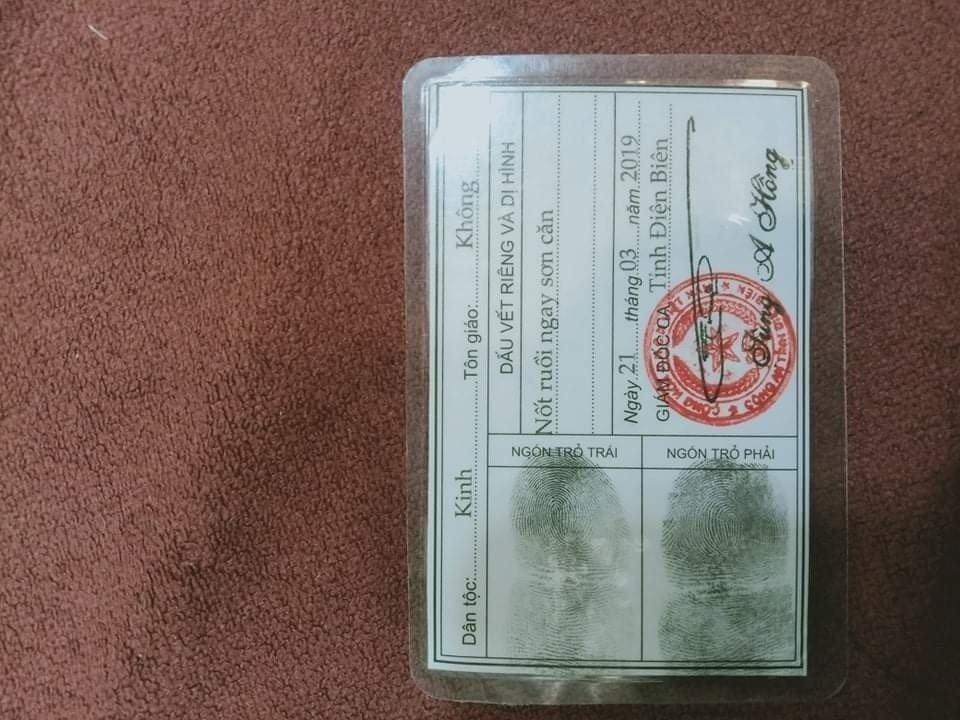 Dân tộc: Kinh Tôn giáo: Không
NGÓN TRỎ TRÁI
NGÓN TRỎ PHẢI
DẤU VẾT RIÊNG VÀ DỊ HÌNH
Nốt ruồi ngay sơn căn
Ngày 21 tháng 03 năm 2019
GIÁM ĐỐC CA Tỉnh Điện Biên
Sùng A Hồng